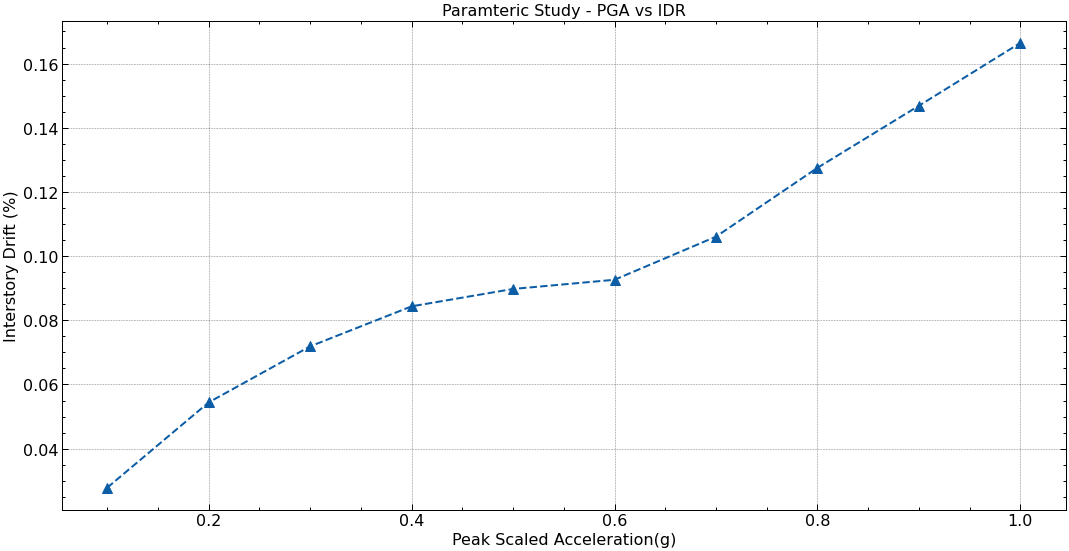 Paramteric Study - PGA vs IDR
Interstory Drift (%)
0.16
0.14
0.12
0.10
0.08
0.06
0.04
0.2 0.4 0.6 0.8 1.0
Peak Scaled Acceleration(g)